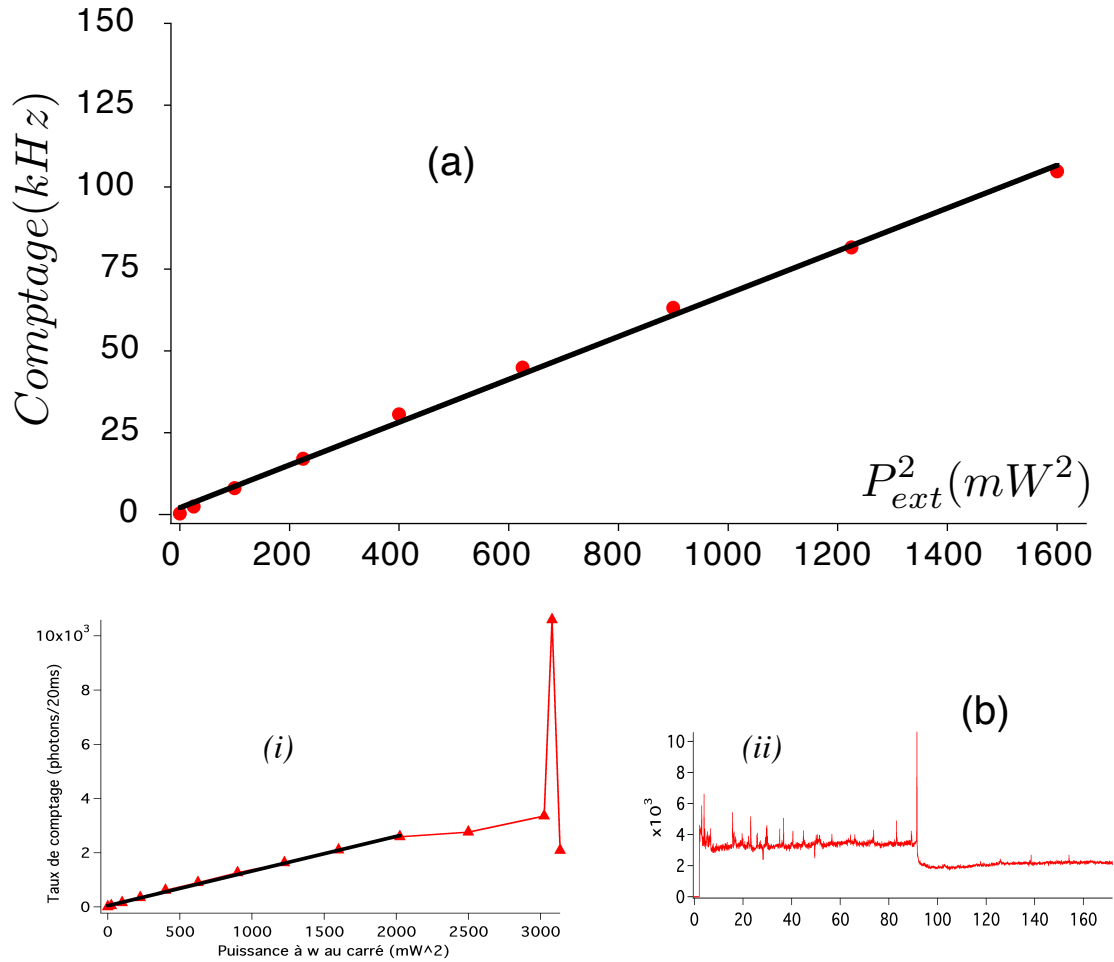 150
125
100
75
50
25
0
Comptage(kHz)
(a)
P²ext(mW²)
0 200 400 600 800 1000 1200 1400 1600
10x10³
8
6
4
2
0
Taux de comptage (photons/20ms)
(i)
0 500 1000 1500 2000 2500 3000
Puissance à w au carré (mW^2)
(b)
(ii)
10
8
6
4
2
0
x10³
0 20 40 60 80 100 120 140 160